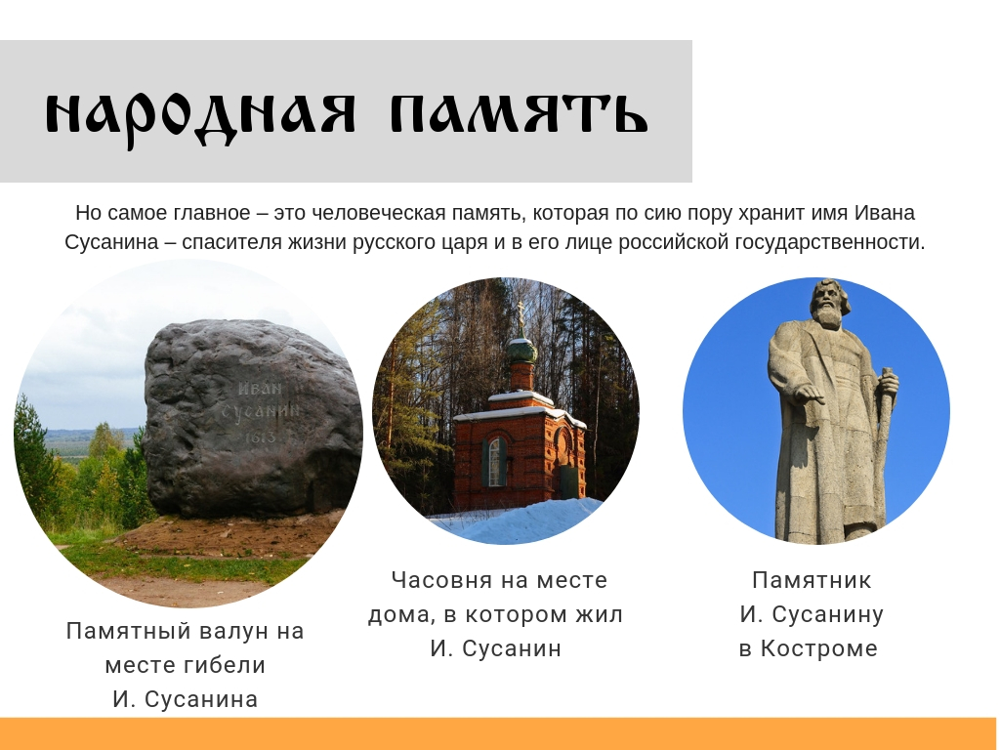 народная память
Но самое главное – это человеческая память, которая по сию пору хранит имя Ивана
Сусанина – спасителя жизни русского царя и в его лице российской государственности.
иван
сусанин
1613
Памятный валун на
месте гибели
И. Сусанина
Часовня на месте
дома, в котором жил
И. Сусанин
Памятник
И. Сусанину
в Костроме